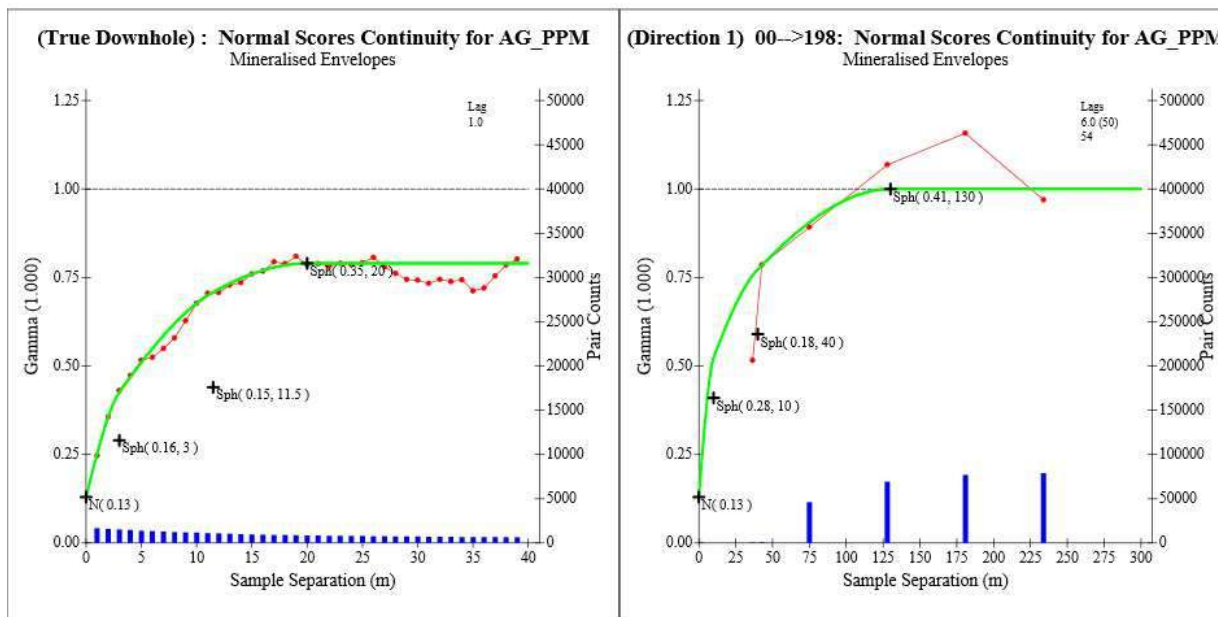 (True Downhole) : Normal Scores Continuity for AG_PPM
Mineralised Envelopes
1.25
1.00
0.75
0.50
0.25
0.00
Gamma (1.000)
50000
45000
40000
35000
30000
25000
20000
15000
10000
5000
0
Pair Counts
Lag
1.0
Sph( 0.35, 20 )
Sph( 0.15, 11.5 )
Sph( 0.16, 3 )
N( 0.13 )
0 5 10 15 20 25 30 35 40
Sample Separation (m)
(Direction 1) 00-->198: Normal Scores Continuity for AG_PPM
Mineralised Envelopes
1.25
1.00
0.75
0.50
0.25
0.00
Gamma (1.000)
500000
450000
400000
350000
300000
250000
200000
150000
100000
50000
0
Pair Counts
Lags
6.0 (50)
54
Sph( 0.41, 130 )
Sph( 0.18, 40 )
Sph( 0.28, 10 )
N( 0.13 )
0 25 50 75 100 125 150 175 200 225 250 275 300
Sample Separation (m)